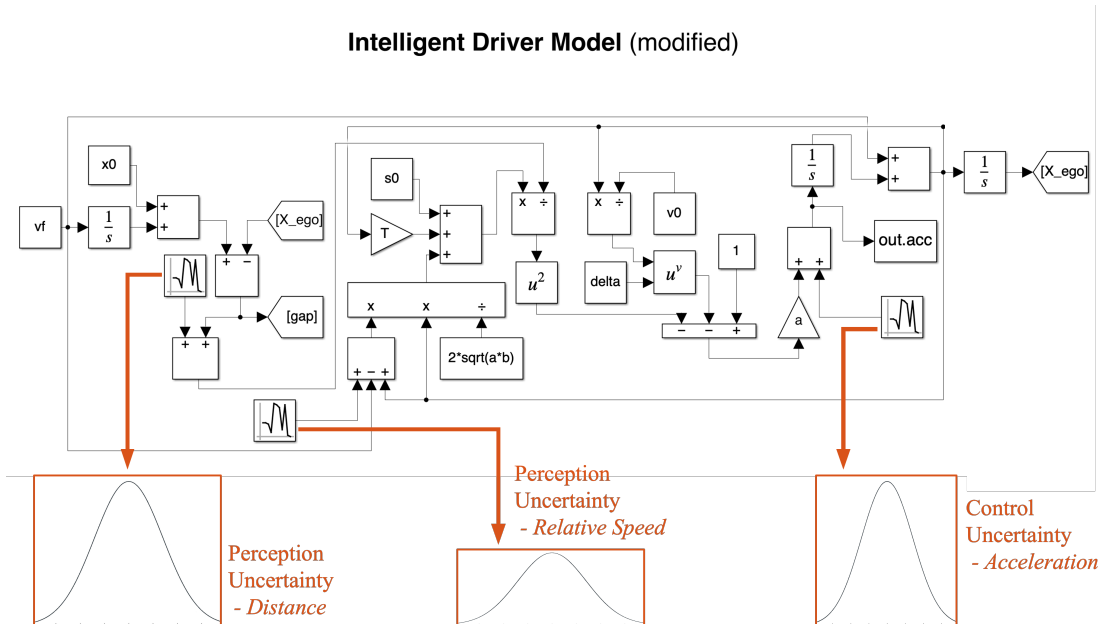 Intelligent Driver Model (modified)
x0
+
+
vf
1
s
[X_ego]
+ −
[gap]
+ +
s0
T
+
+
+
x ÷
u²
x ÷
v0
delta
uᵛ
1
− − +
x x ÷
+ − +
2*sqrt(a*b)
a
+ +
1
s
out.acc
+
+
1
s
[X_ego]
Perception
Uncertainty
- Distance
Perception
Uncertainty
- Relative Speed
Control
Uncertainty
- Acceleration